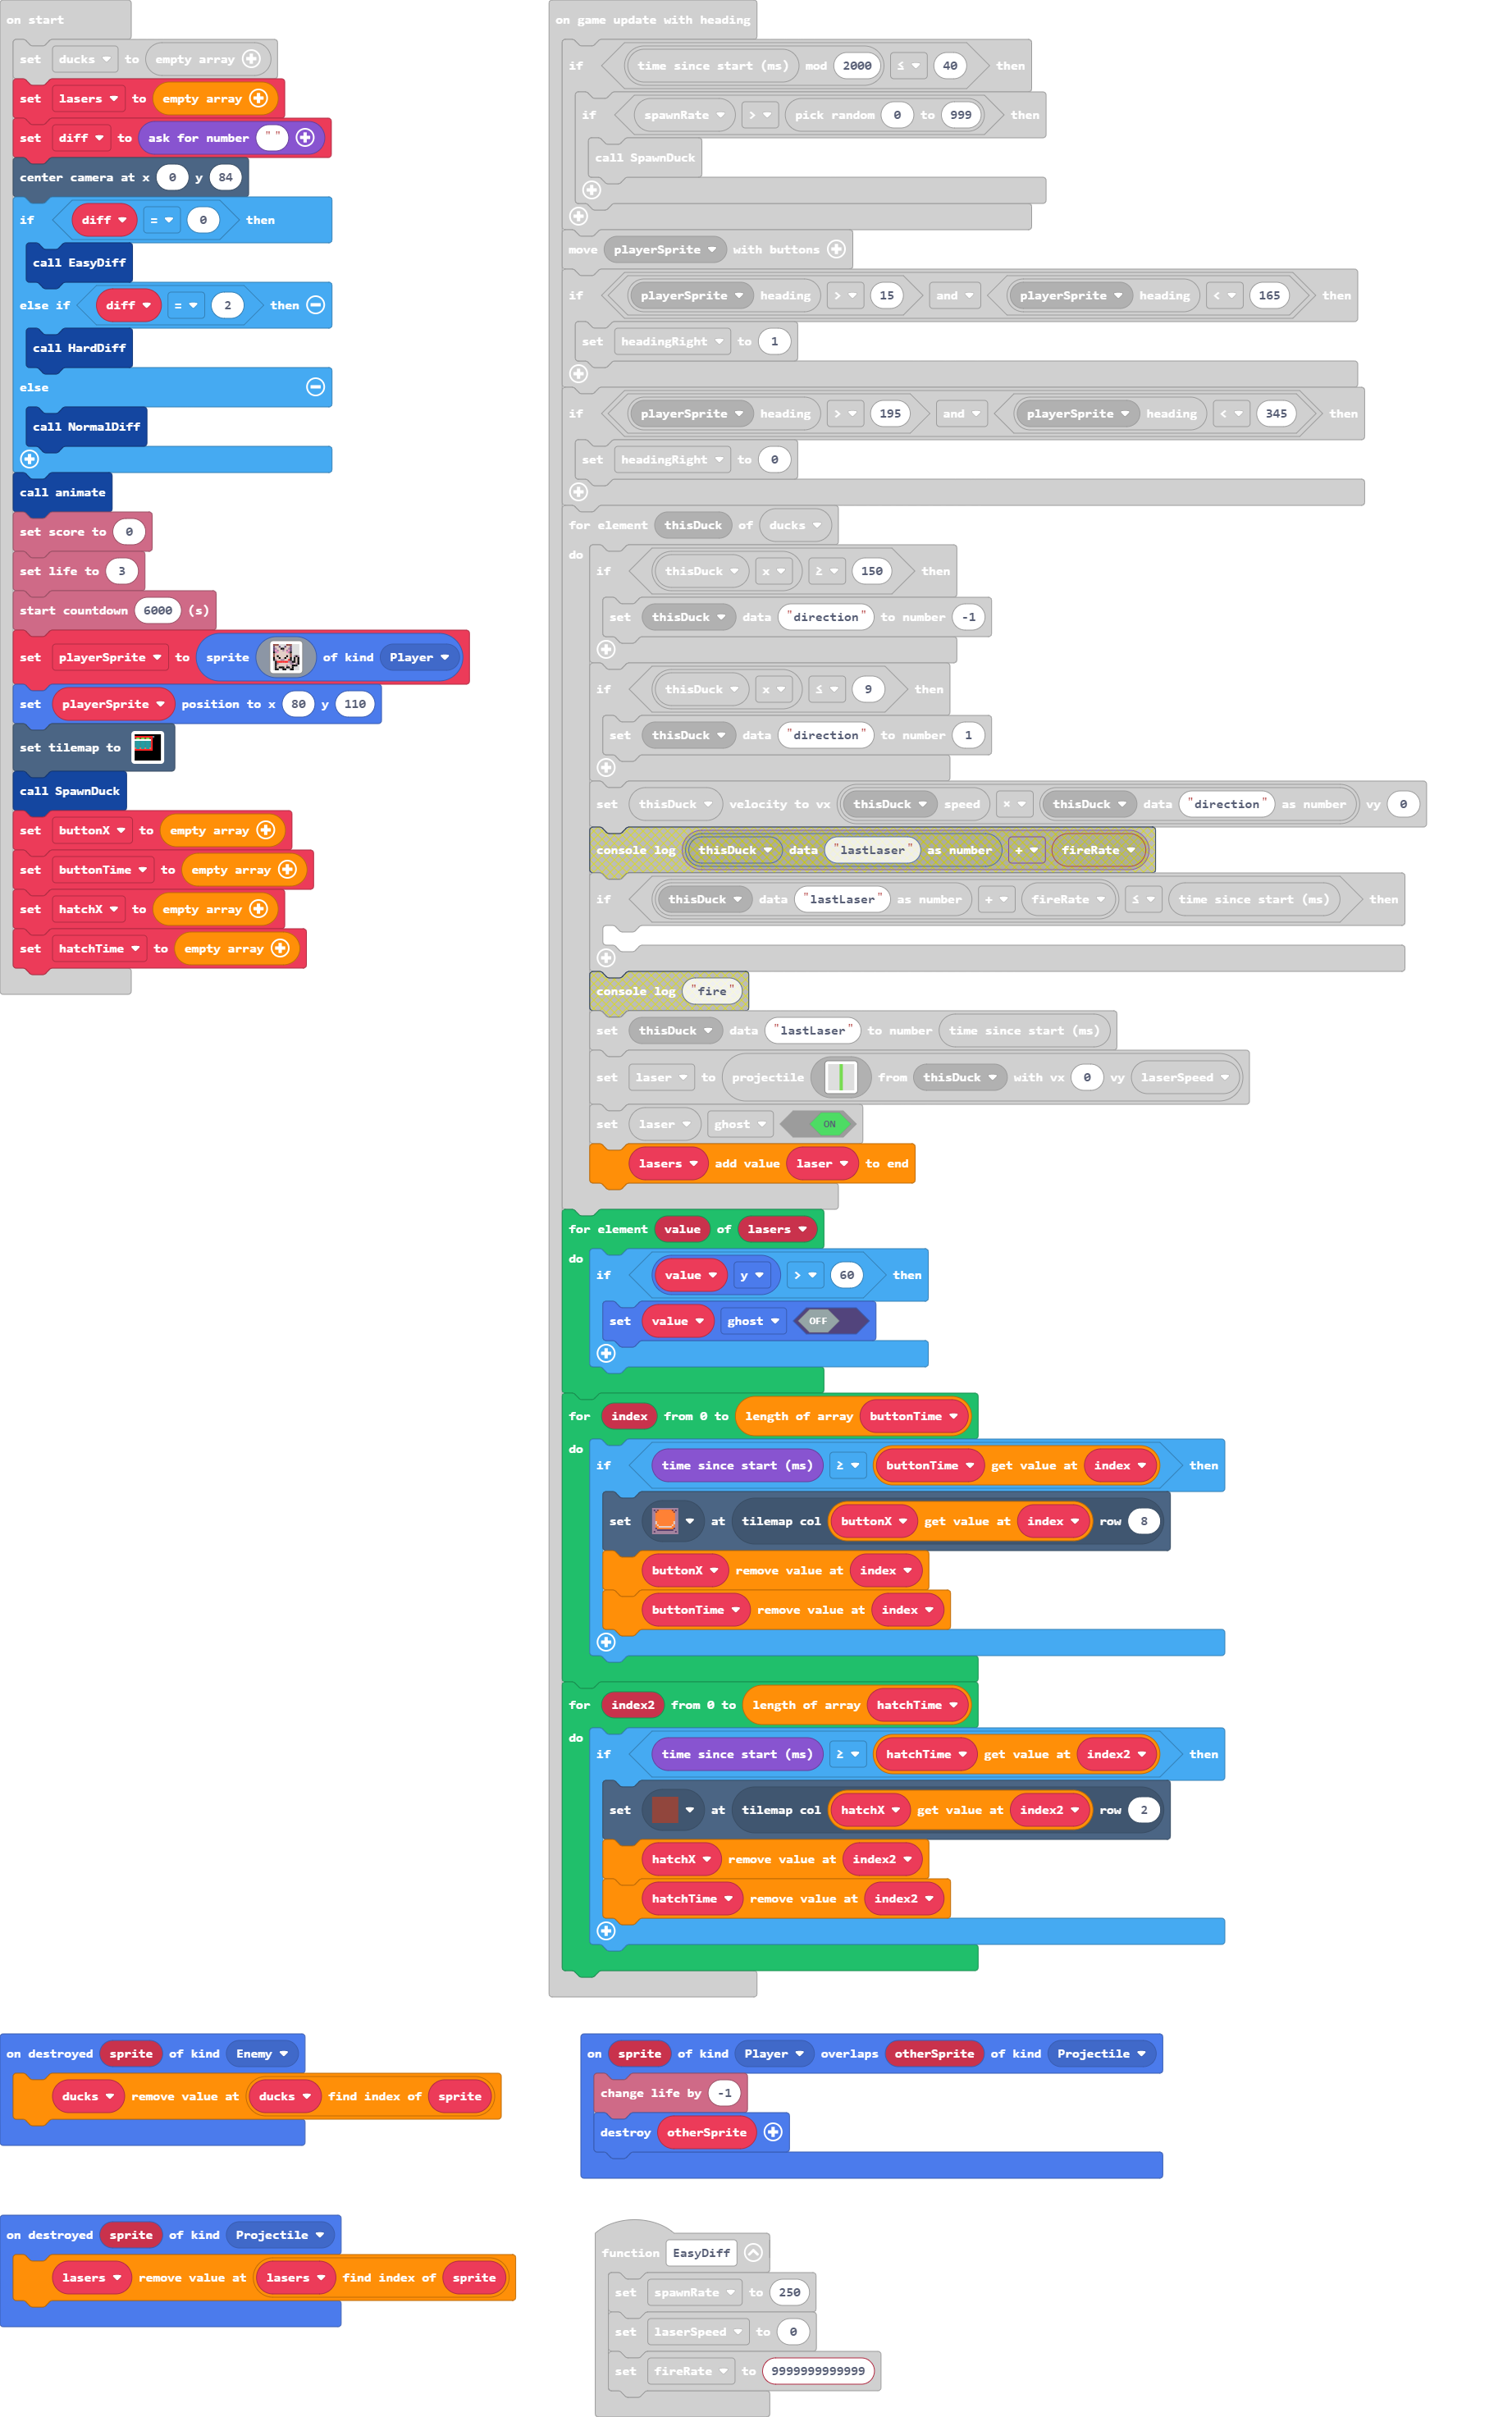 on start
set ducks to empty array
set lasers to empty array
set diff to ask for number " "
center camera at x 0 y 84
if diff = 0 then
call EasyDiff
else if diff = 2 then
call HardDiff
else
call NormalDiff
call animate
set score to 0
set life to 3
start countdown 6000 (s)
set playerSprite to sprite of kind Player
set playerSprite position to x 80 y 110
set tilemap to
call SpawnDuck
set buttonX to empty array
set buttonTime to empty array
set hatchX to empty array
set hatchTime to empty array
on game update with heading
if time since start (ms) mod 2000 ≤ 40 then
if spawnRate > pick random 0 to 999 then
call SpawnDuck
move playerSprite with buttons
if playerSprite heading > 15 and playerSprite heading < 165 then
set headingRight to 1
if playerSprite heading > 195 and playerSprite heading < 345 then
set headingRight to 0
for element thisDuck of ducks
do
if thisDuck x ≥ 150 then
set thisDuck data "direction" to number -1
if thisDuck x ≤ 9 then
set thisDuck data "direction" to number 1
set thisDuck velocity to vx thisDuck speed × thisDuck data "direction" as number vy 0
console log thisDuck data "lastLaser" as number + fireRate
if thisDuck data "lastLaser" as number + fireRate ≤ time since start (ms) then
console log "fire"
set thisDuck data "lastLaser" to number time since start (ms)
set laser to projectile from thisDuck with vx 0 vy laserSpeed
set laser ghost ON
lasers add value laser to end
for element value of lasers
do
if value y > 60 then
set value ghost OFF
for index from 0 to length of array buttonTime
do
if time since start (ms) ≥ buttonTime get value at index then
set at tilemap col buttonX get value at index row 8
buttonX remove value at index
buttonTime remove value at index
for index2 from 0 to length of array hatchTime
do
if time since start (ms) ≥ hatchTime get value at index2 then
set at tilemap col hatchX get value at index2 row 2
hatchX remove value at index2
hatchTime remove value at index2
on destroyed sprite of kind Enemy
ducks remove value at ducks find index of sprite
on sprite of kind Player overlaps otherSprite of kind Projectile
change life by -1
destroy otherSprite
on destroyed sprite of kind Projectile
lasers remove value at lasers find index of sprite
function EasyDiff
set spawnRate to 250
set laserSpeed to 0
set fireRate to 9999999999999